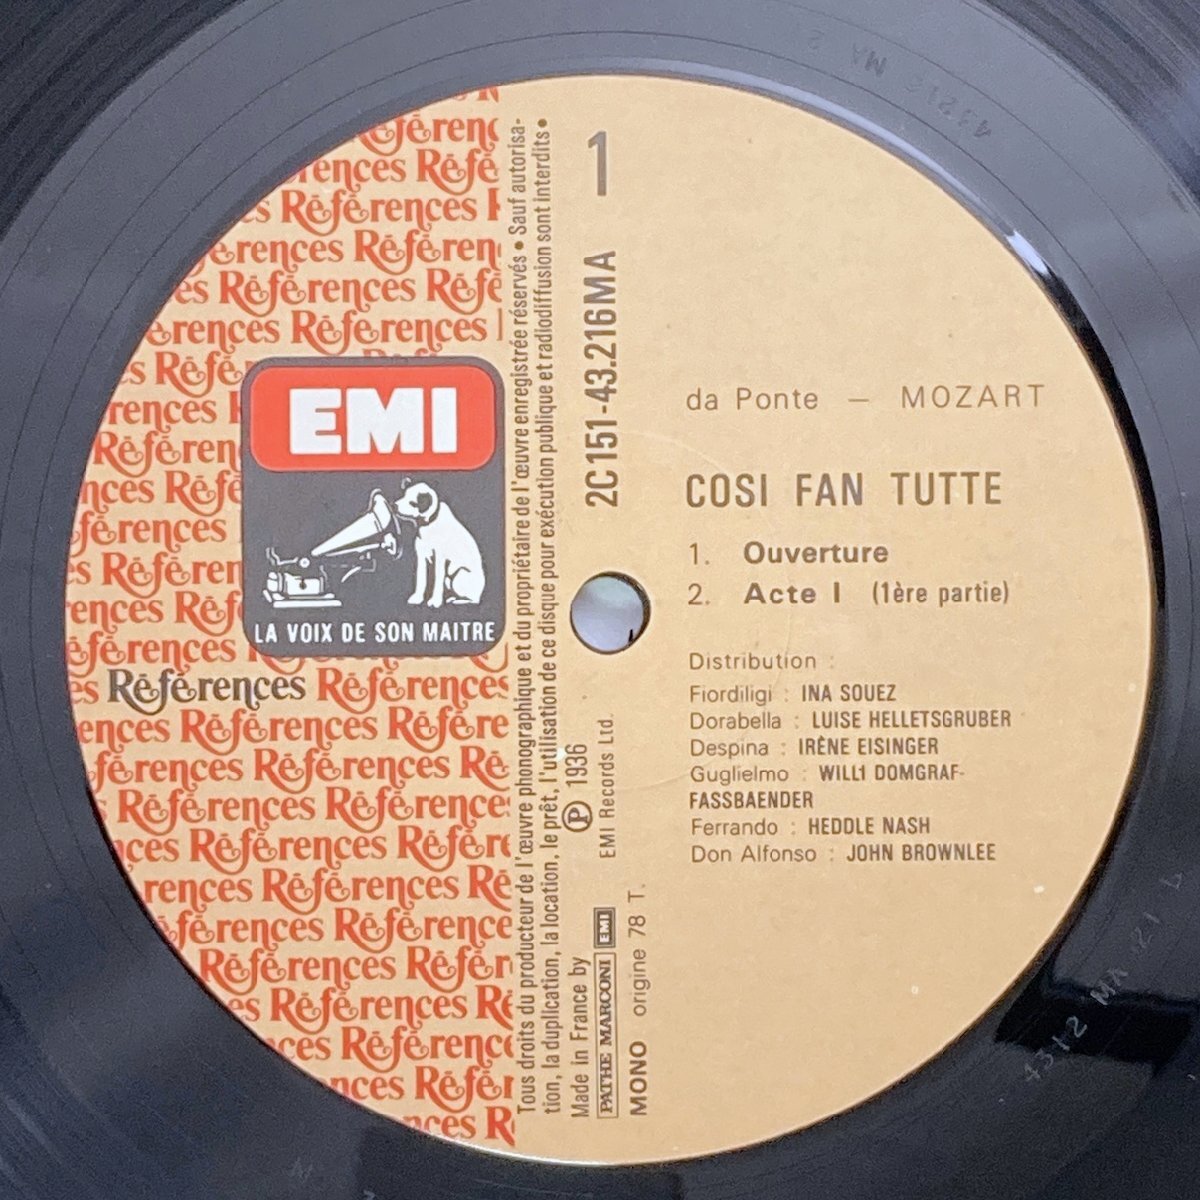 EMI
LA VOIX DE SON MAITRE
Références Références
Tous droits du producteur de l'œuvre phonographique et du propriétaire de l'œuvre enregistrée réservés • Sauf autorisa-
tion, la duplication, la location, le prêt, l'utilisation de ce disque pour exécution publique et radiodiffusion sont interdits •
Made in France by
PATHE MARCONI EMI
Ⓟ 1936
EMI Records Ltd.
MONO origine 78 T.
2C151-43.216MA
1
da Ponte — MOZART
COSI FAN TUTTE
1. Ouverture
2. Acte I (1ère partie)
Distribution :
Fiordiligi : INA SOUEZ
Dorabella : LUISE HELLETSGRUBER
Despina : IRÈNE EISINGER
Guglielmo : WILL1 DOMGRAF-
FASSBAENDER
Ferrando : HEDDLE NASH
Don Alfonso : JOHN BROWNLEE